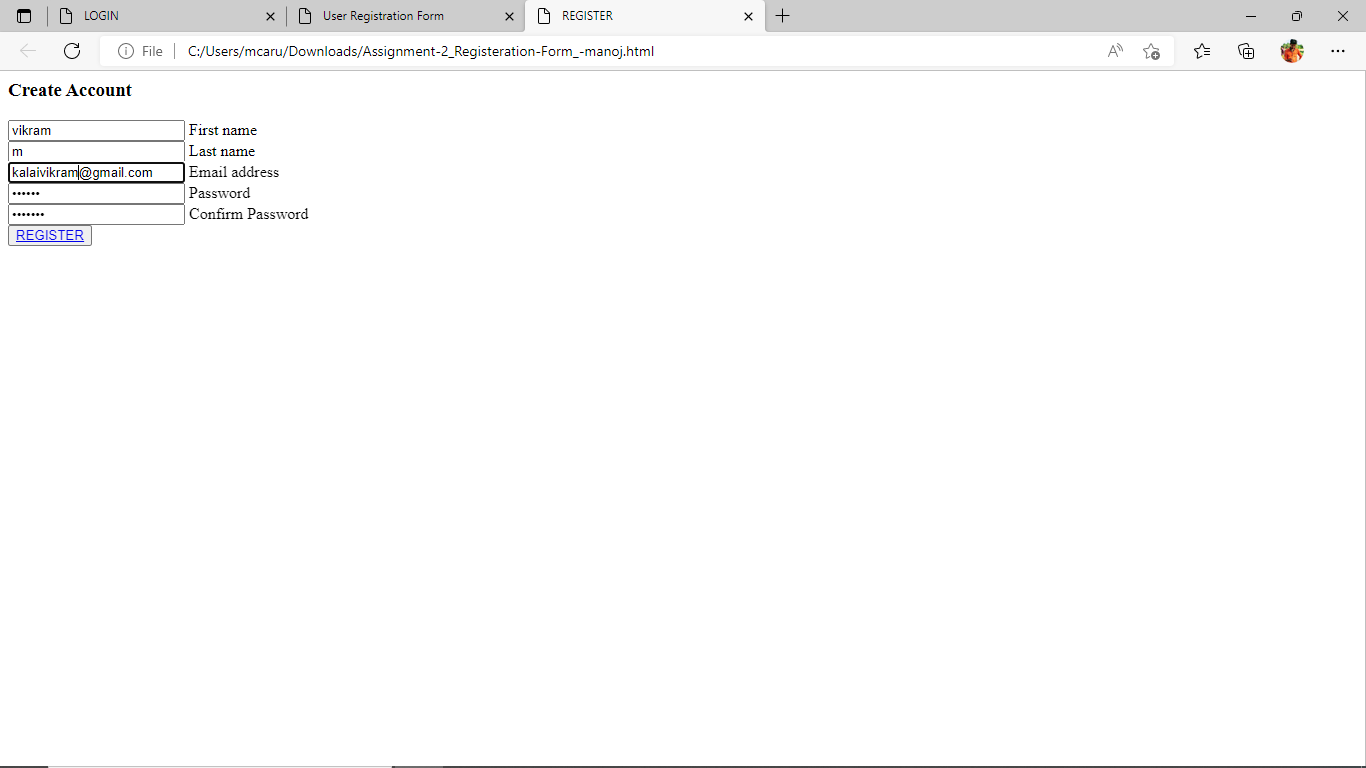 LOGIN
User Registration Form
REGISTER
File
C:/Users/mcaru/Downloads/Assignment-2_Registeration-Form_-manoj.html
Create Account
vikram First name
m Last name
kalaivikram@gmail.com Email address
•••••• Password
••••••• Confirm Password
REGISTER